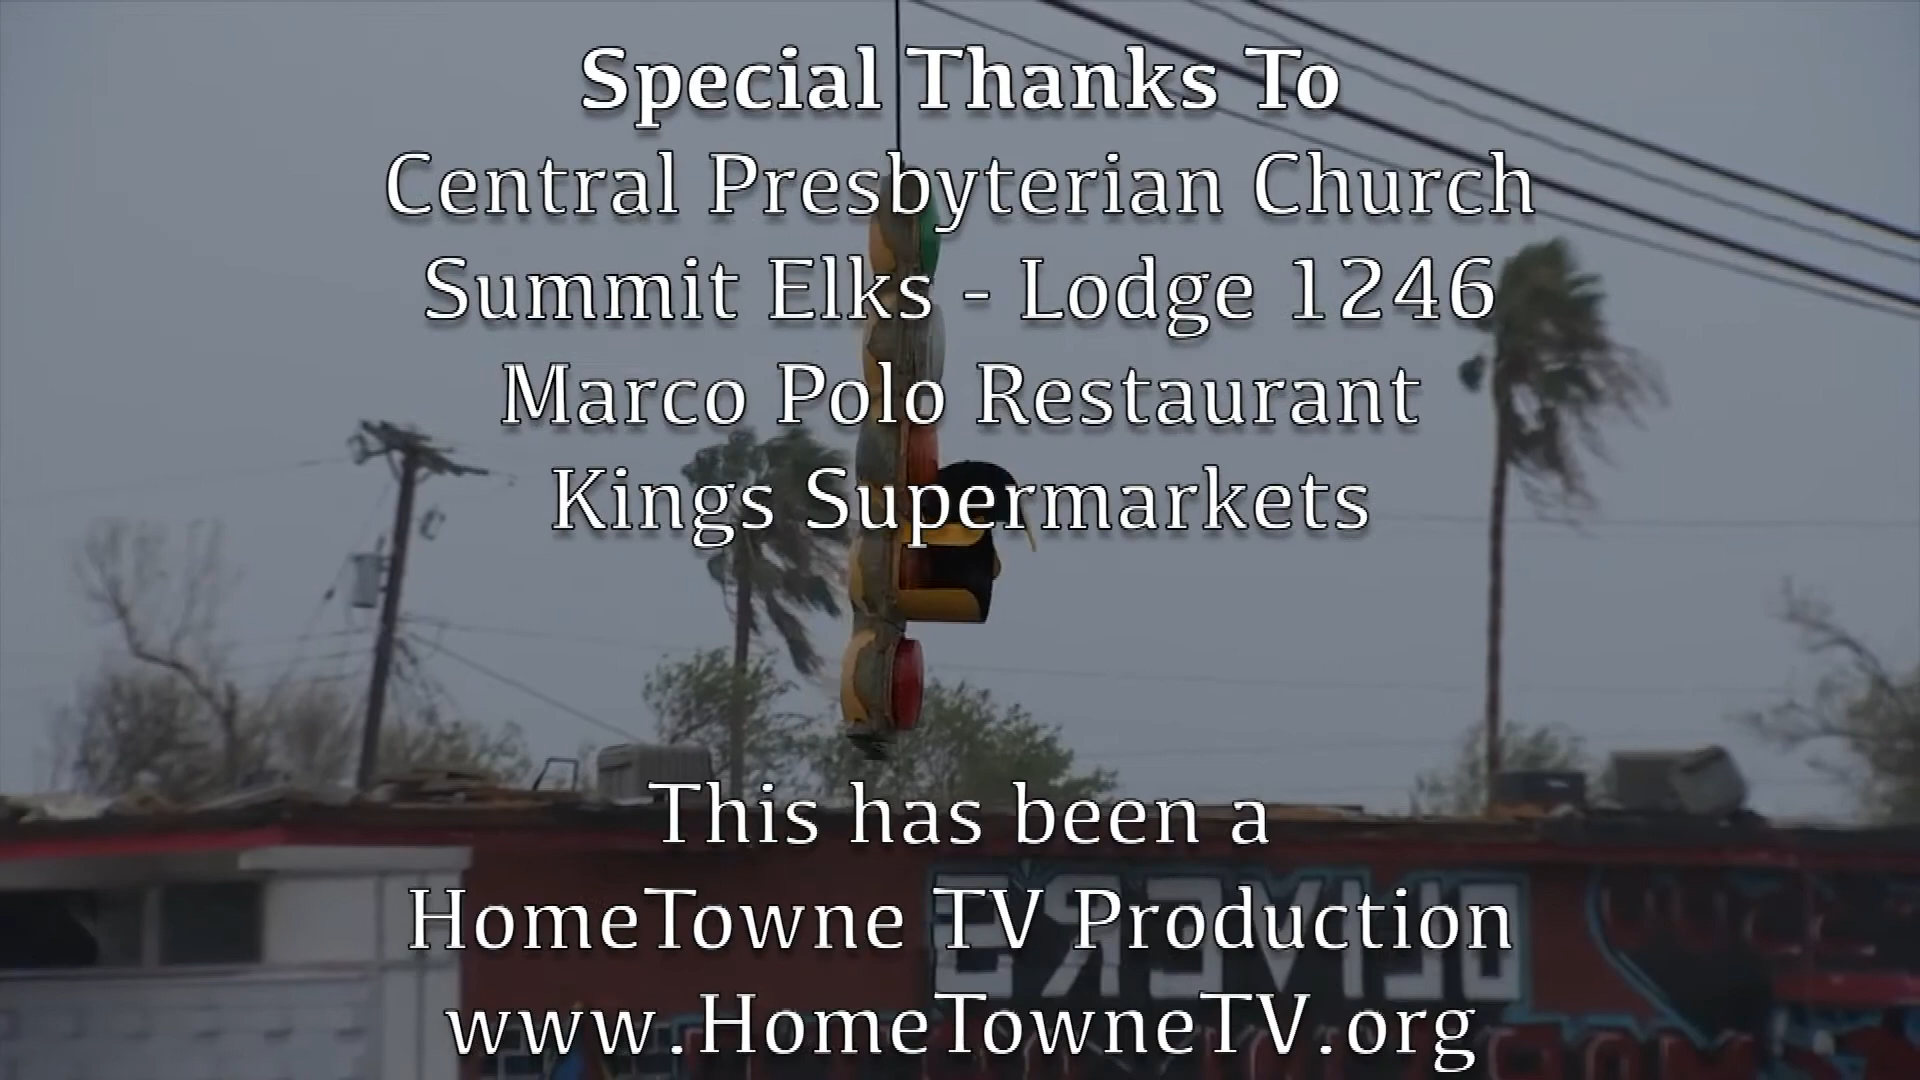 Special Thanks To
Central Presbyterian Church
Summit Elks - Lodge 1246
Marco Polo Restaurant
Kings Supermarkets
This has been a
HomeTowne TV Production
www.HomeTowneTV.org